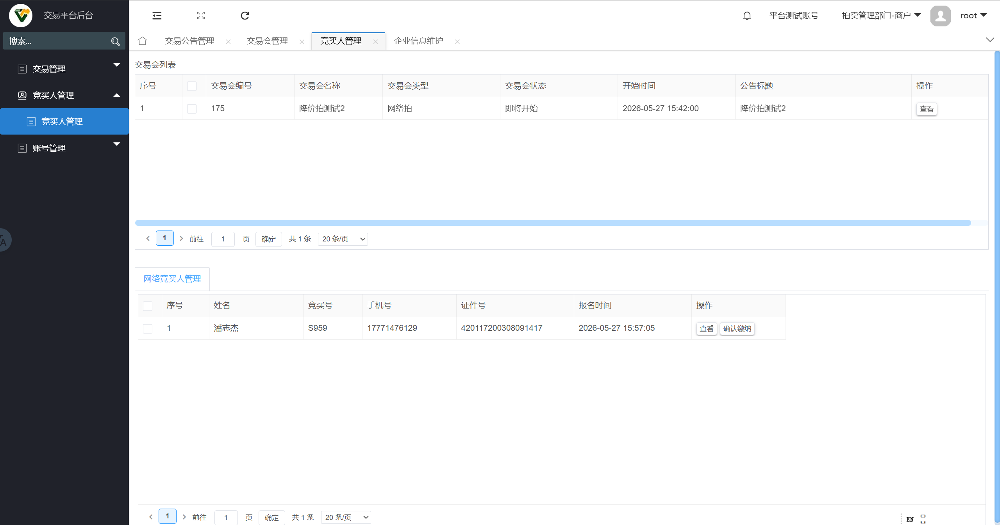 交易平台后台
平台测试账号 拍卖管理部门-商户 root
搜索...
交易公告管理 交易会管理 竞买人管理 企业信息维护
交易管理
竞买人管理
竞买人管理
账号管理
交易会列表
序号 交易会编号 交易会名称 交易会类型 交易会状态 开始时间 公告标题 操作
1 175 降价拍测试2 网络拍 即将开始 2026-05-27 15:42:00 降价拍测试2 查看
1 前往 1 页 确定 共 1 条 20 条/页
网络竞买人管理
序号 姓名 竞买号 手机号 证件号 报名时间 操作
1 潘志杰 S959 17771476129 420117200308091417 2026-05-27 15:57:05 查看 确认缴纳
1 前往 1 页 确定 共 1 条 20 条/页
EN